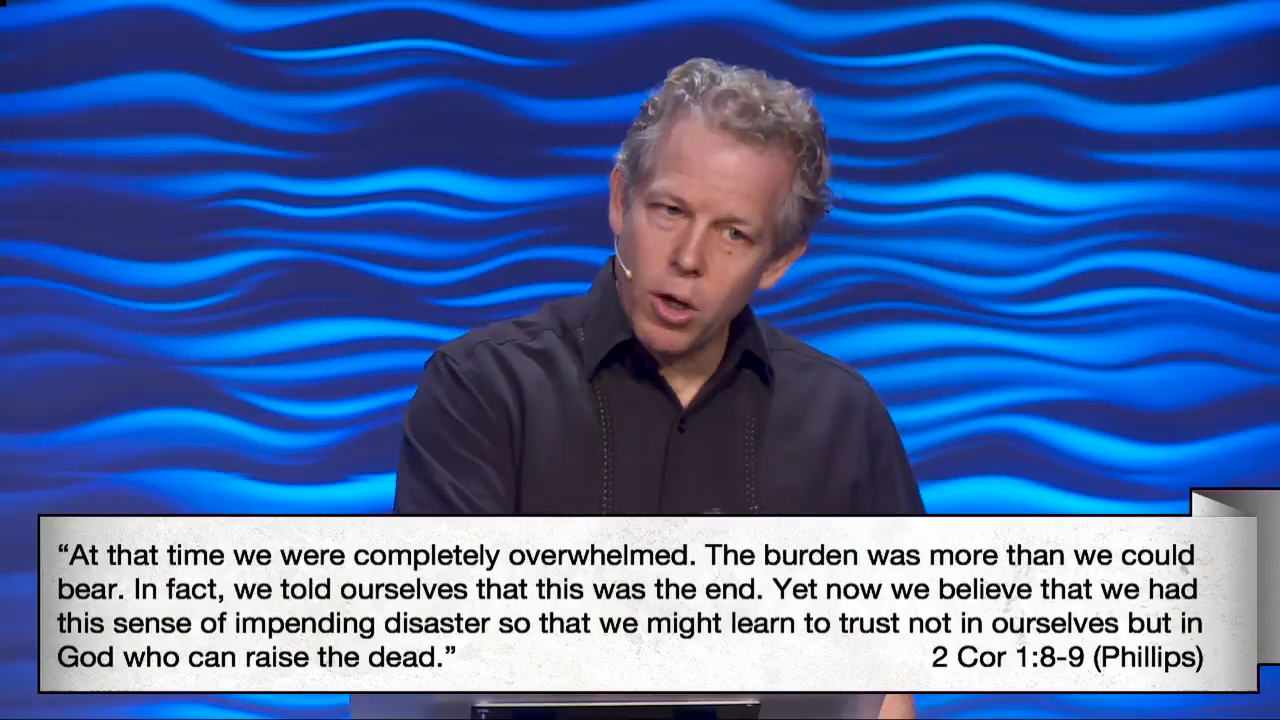 “At that time we were completely overwhelmed. The burden was more than we could
bear. In fact, we told ourselves that this was the end. Yet now we believe that we had
this sense of impending disaster so that we might learn to trust not in ourselves but in
God who can raise the dead.” 2 Cor 1:8-9 (Phillips)